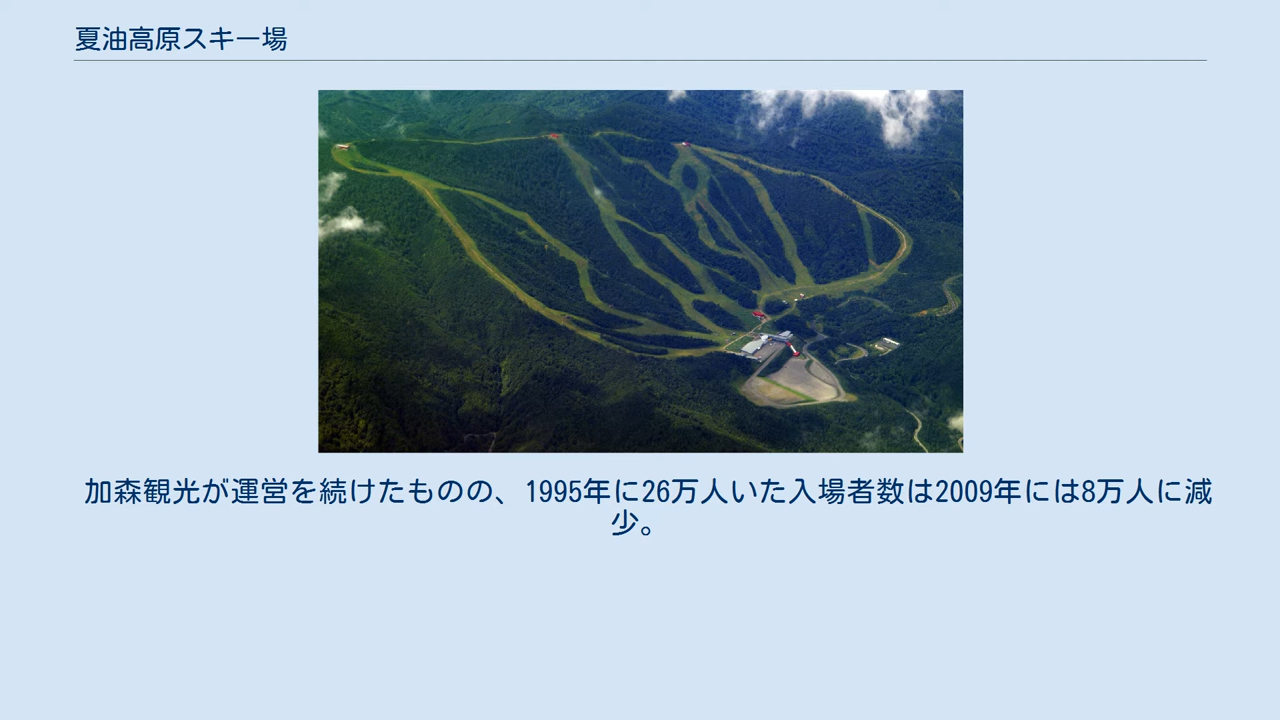 夏油高原スキー場
加森観光が運営を続けたものの、1995年に26万人いた入場者数は2009年には8万人に減
少。